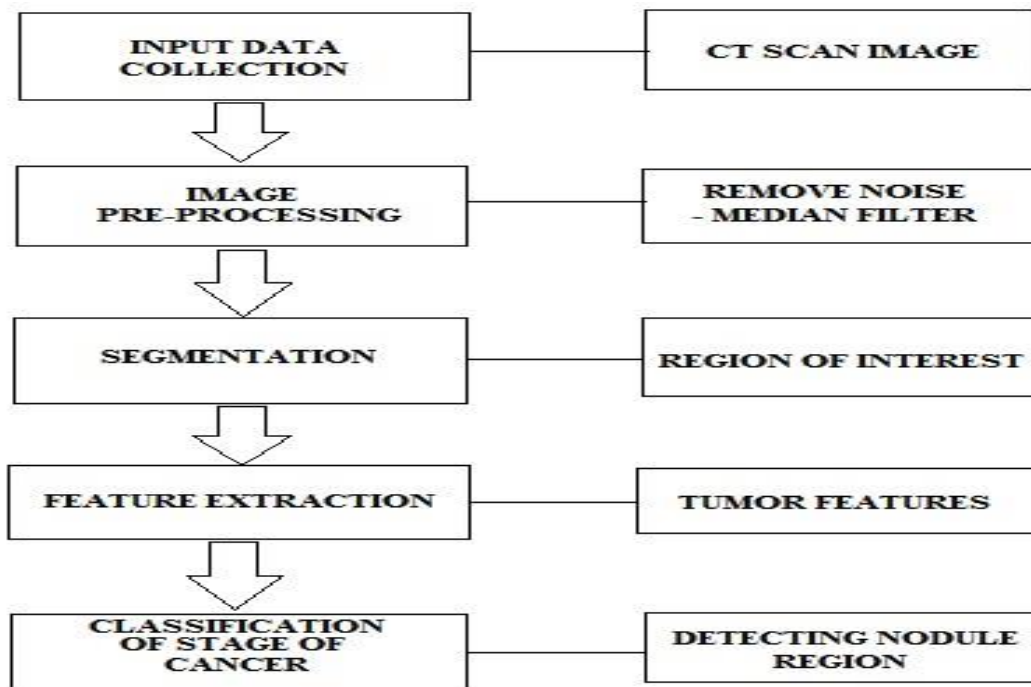 INPUT DATA
COLLECTION
CT SCAN IMAGE
IMAGE
PRE-PROCESSING
REMOVE NOISE
- MEDIAN FILTER
SEGMENTATION
REGION OF INTEREST
FEATURE EXTRACTION
TUMOR FEATURES
CLASSIFICATION
OF STAGE OF
CANCER
DETECTING NODULE
REGION